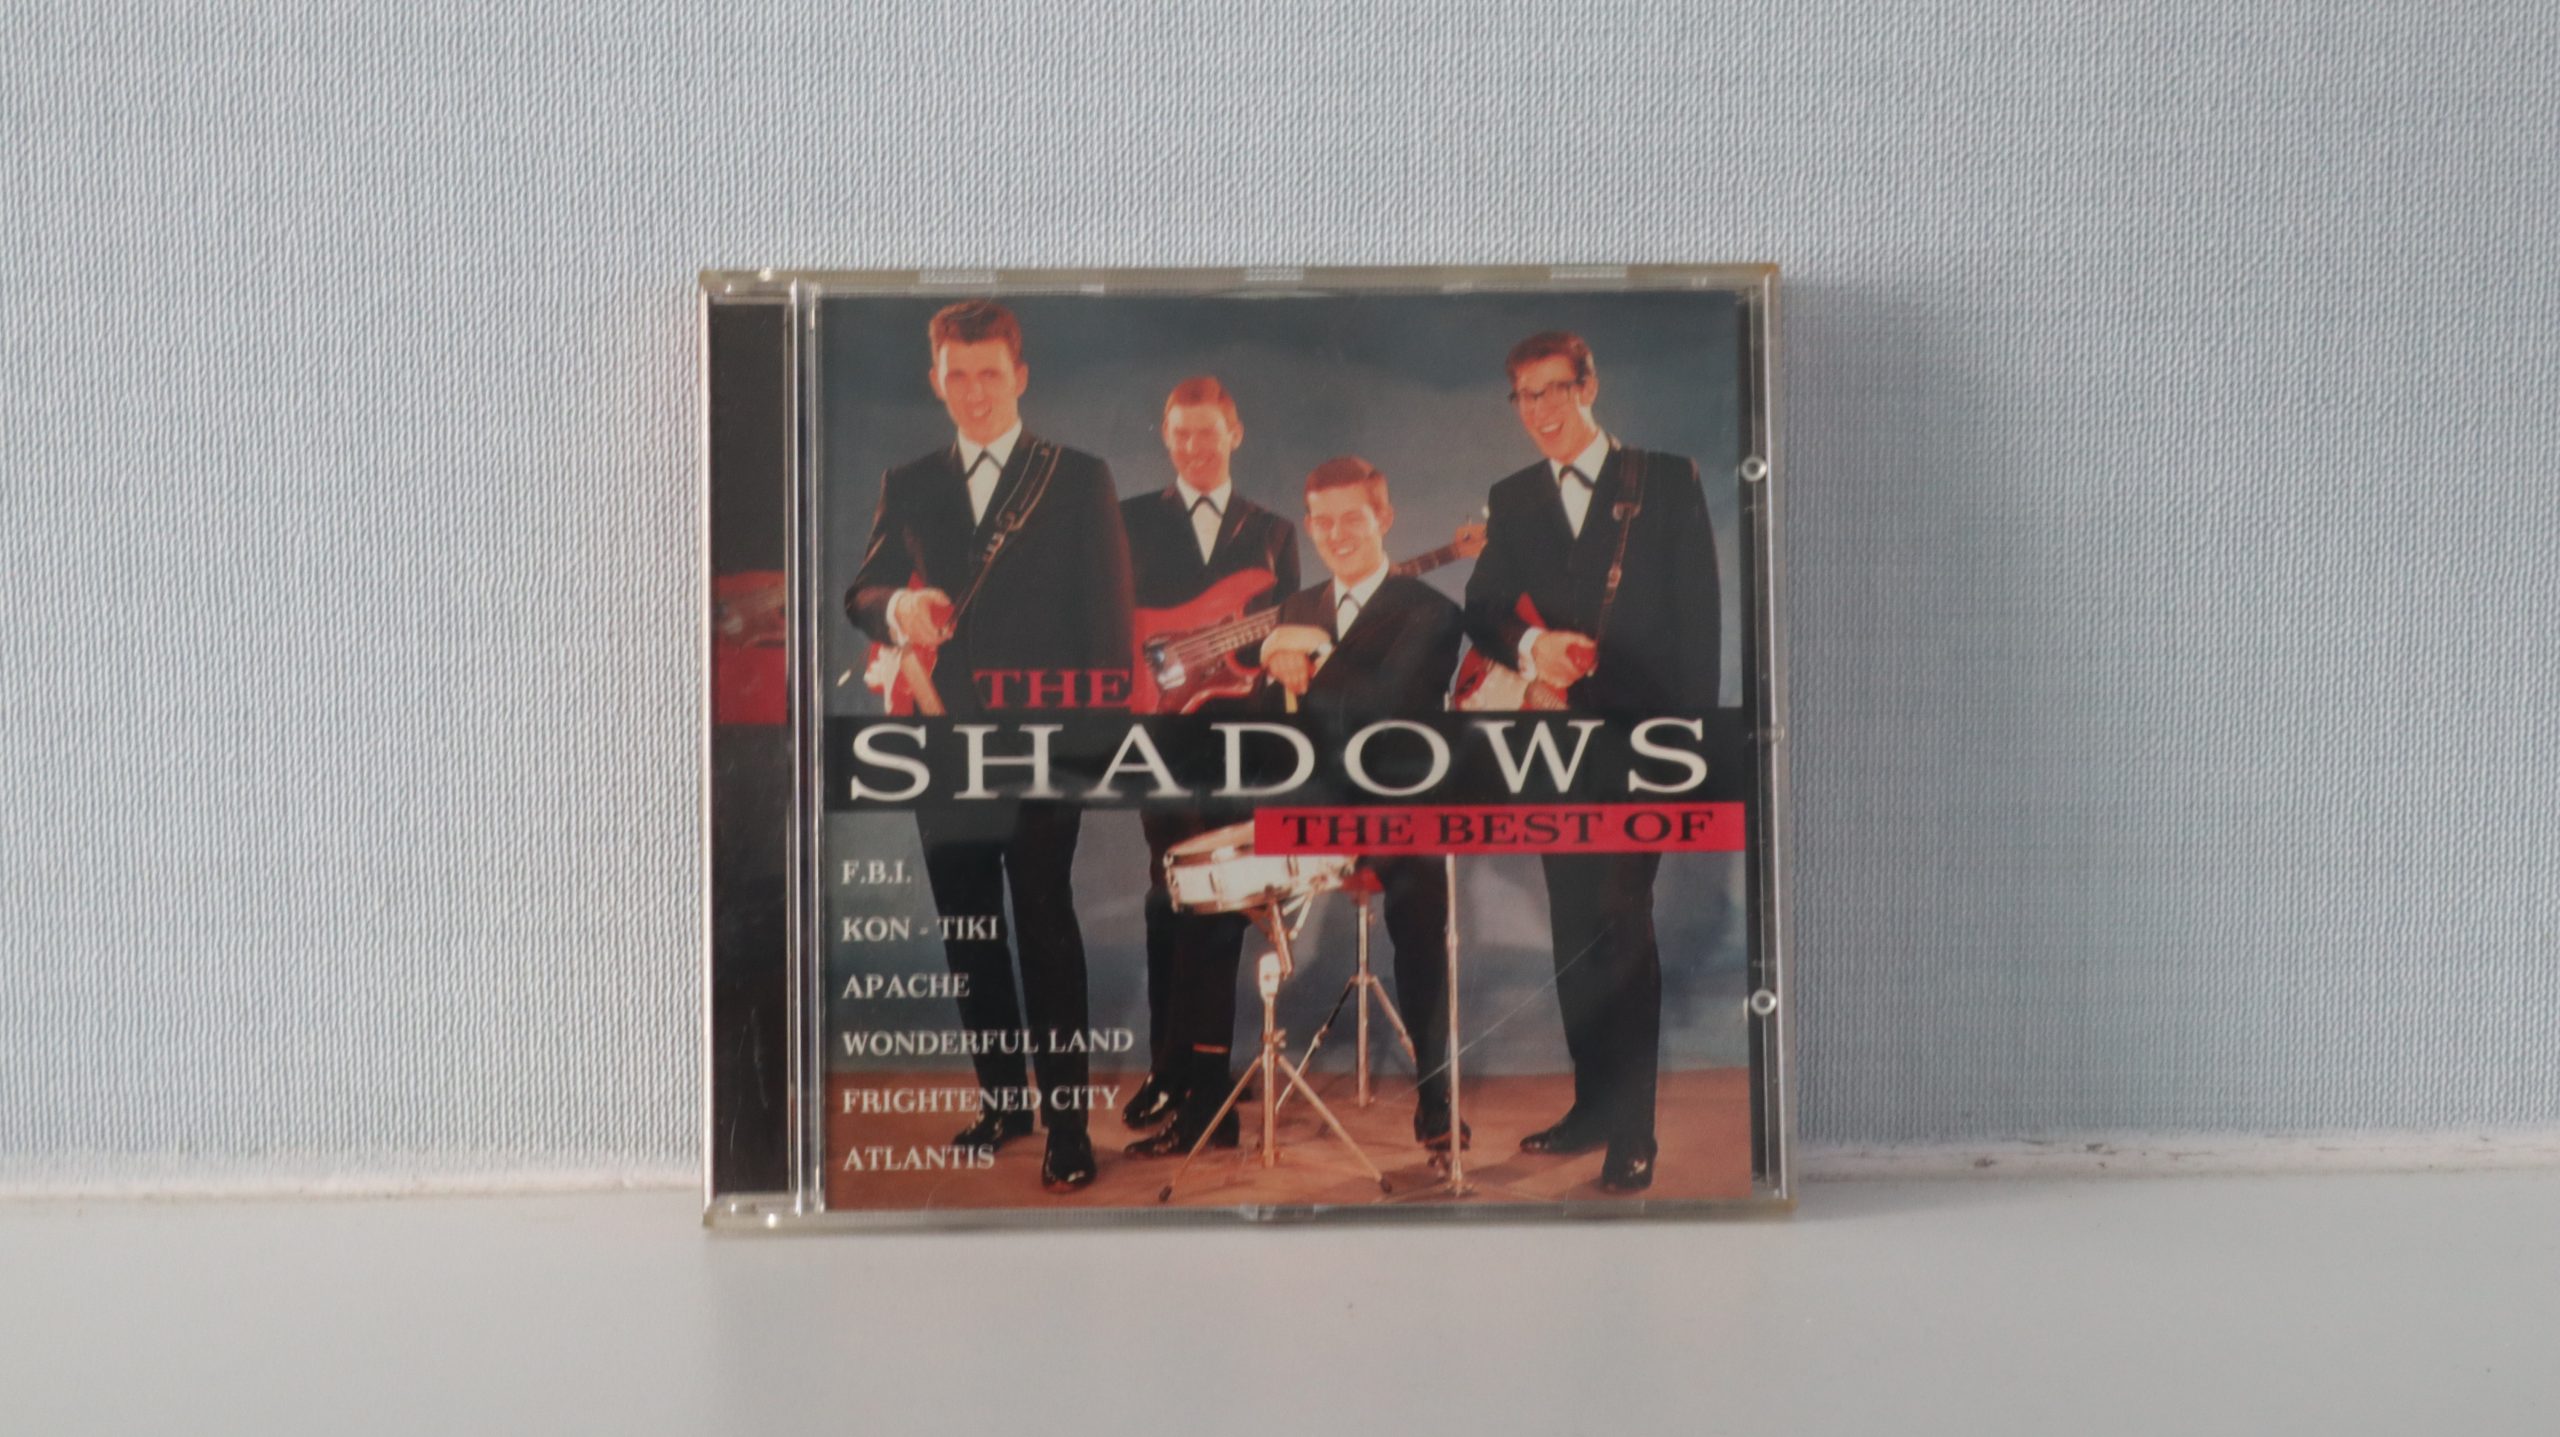 THE
SHADOWS
THE BEST OF
F.B.I.
KON - TIKI
APACHE
WONDERFUL LAND
FRIGHTENED CITY
ATLANTIS